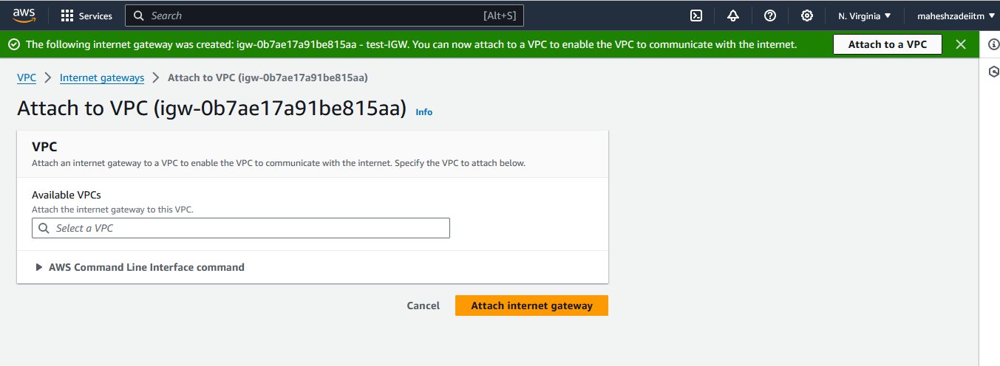 aws Services Search [Alt+S] N. Virginia maheshzadeiitm
The following internet gateway was created: igw-0b7ae17a91be815aa - test-IGW. You can now attach to a VPC to enable the VPC to communicate with the internet. Attach to a VPC
VPC > Internet gateways > Attach to VPC (igw-0b7ae17a91be815aa)
Attach to VPC (igw-0b7ae17a91be815aa) Info
VPC
Attach an internet gateway to a VPC to enable the VPC to communicate with the internet. Specify the VPC to attach below.
Available VPCs
Attach the internet gateway to this VPC.
Select a VPC
AWS Command Line Interface command
Cancel Attach internet gateway